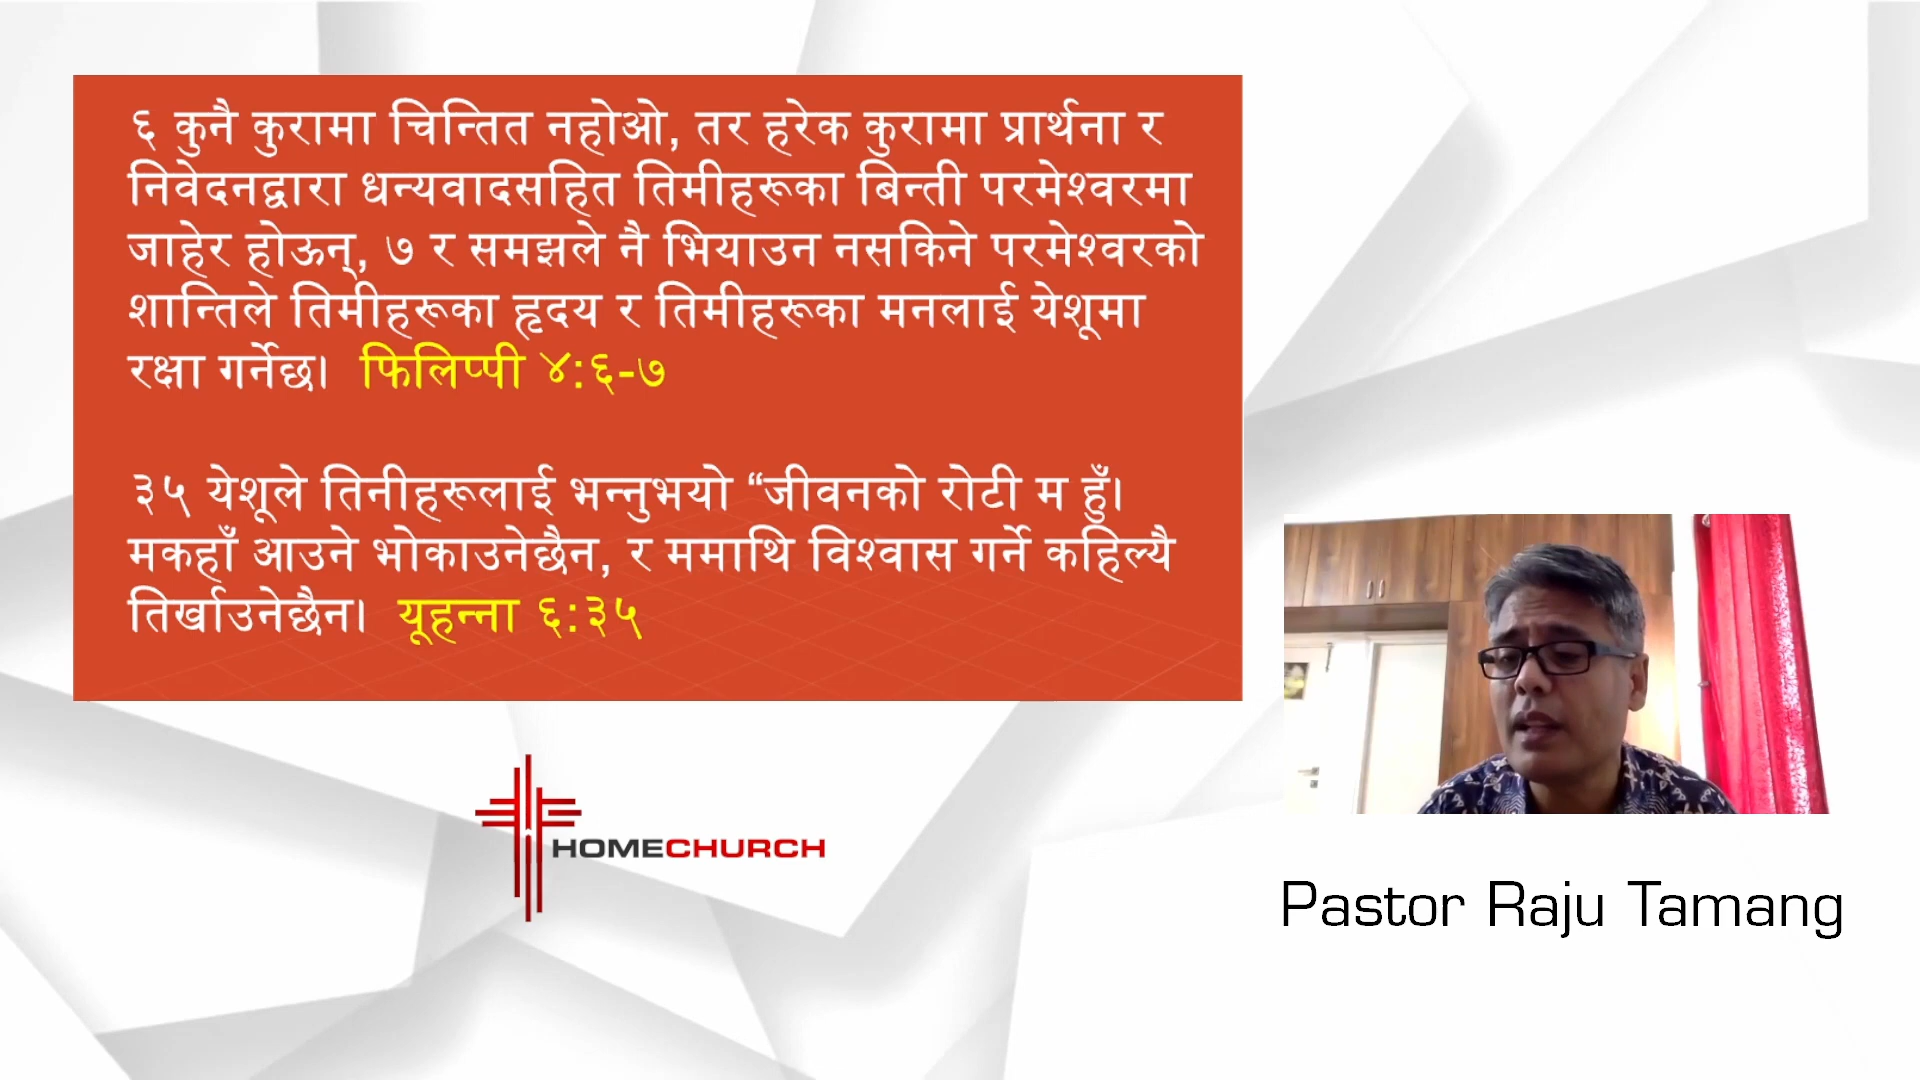 ६ कुनै कुरामा चिन्तित नहोओ, तर हरेक कुरामा प्रार्थना र
निवेदनद्वारा धन्यवादसहित तिमीहरूका बिन्ती परमेश्वरमा
जाहेर होऊन्, ७ र समझले नै भियाउन नसकिने परमेश्वरको
शान्तिले तिमीहरूका हृदय र तिमीहरूका मनलाई येशूमा
रक्षा गर्नेछ। फिलिप्पी ४:६-७
३५ येशूले तिनीहरूलाई भन्नुभयो “जीवनको रोटी म हुँ।
मकहाँ आउने भोकाउनेछैन, र ममाथि विश्वास गर्ने कहिल्यै
तिर्खाउनेछैन। यूहन्ना ६:३५
HOMECHURCH
Pastor Raju Tamang